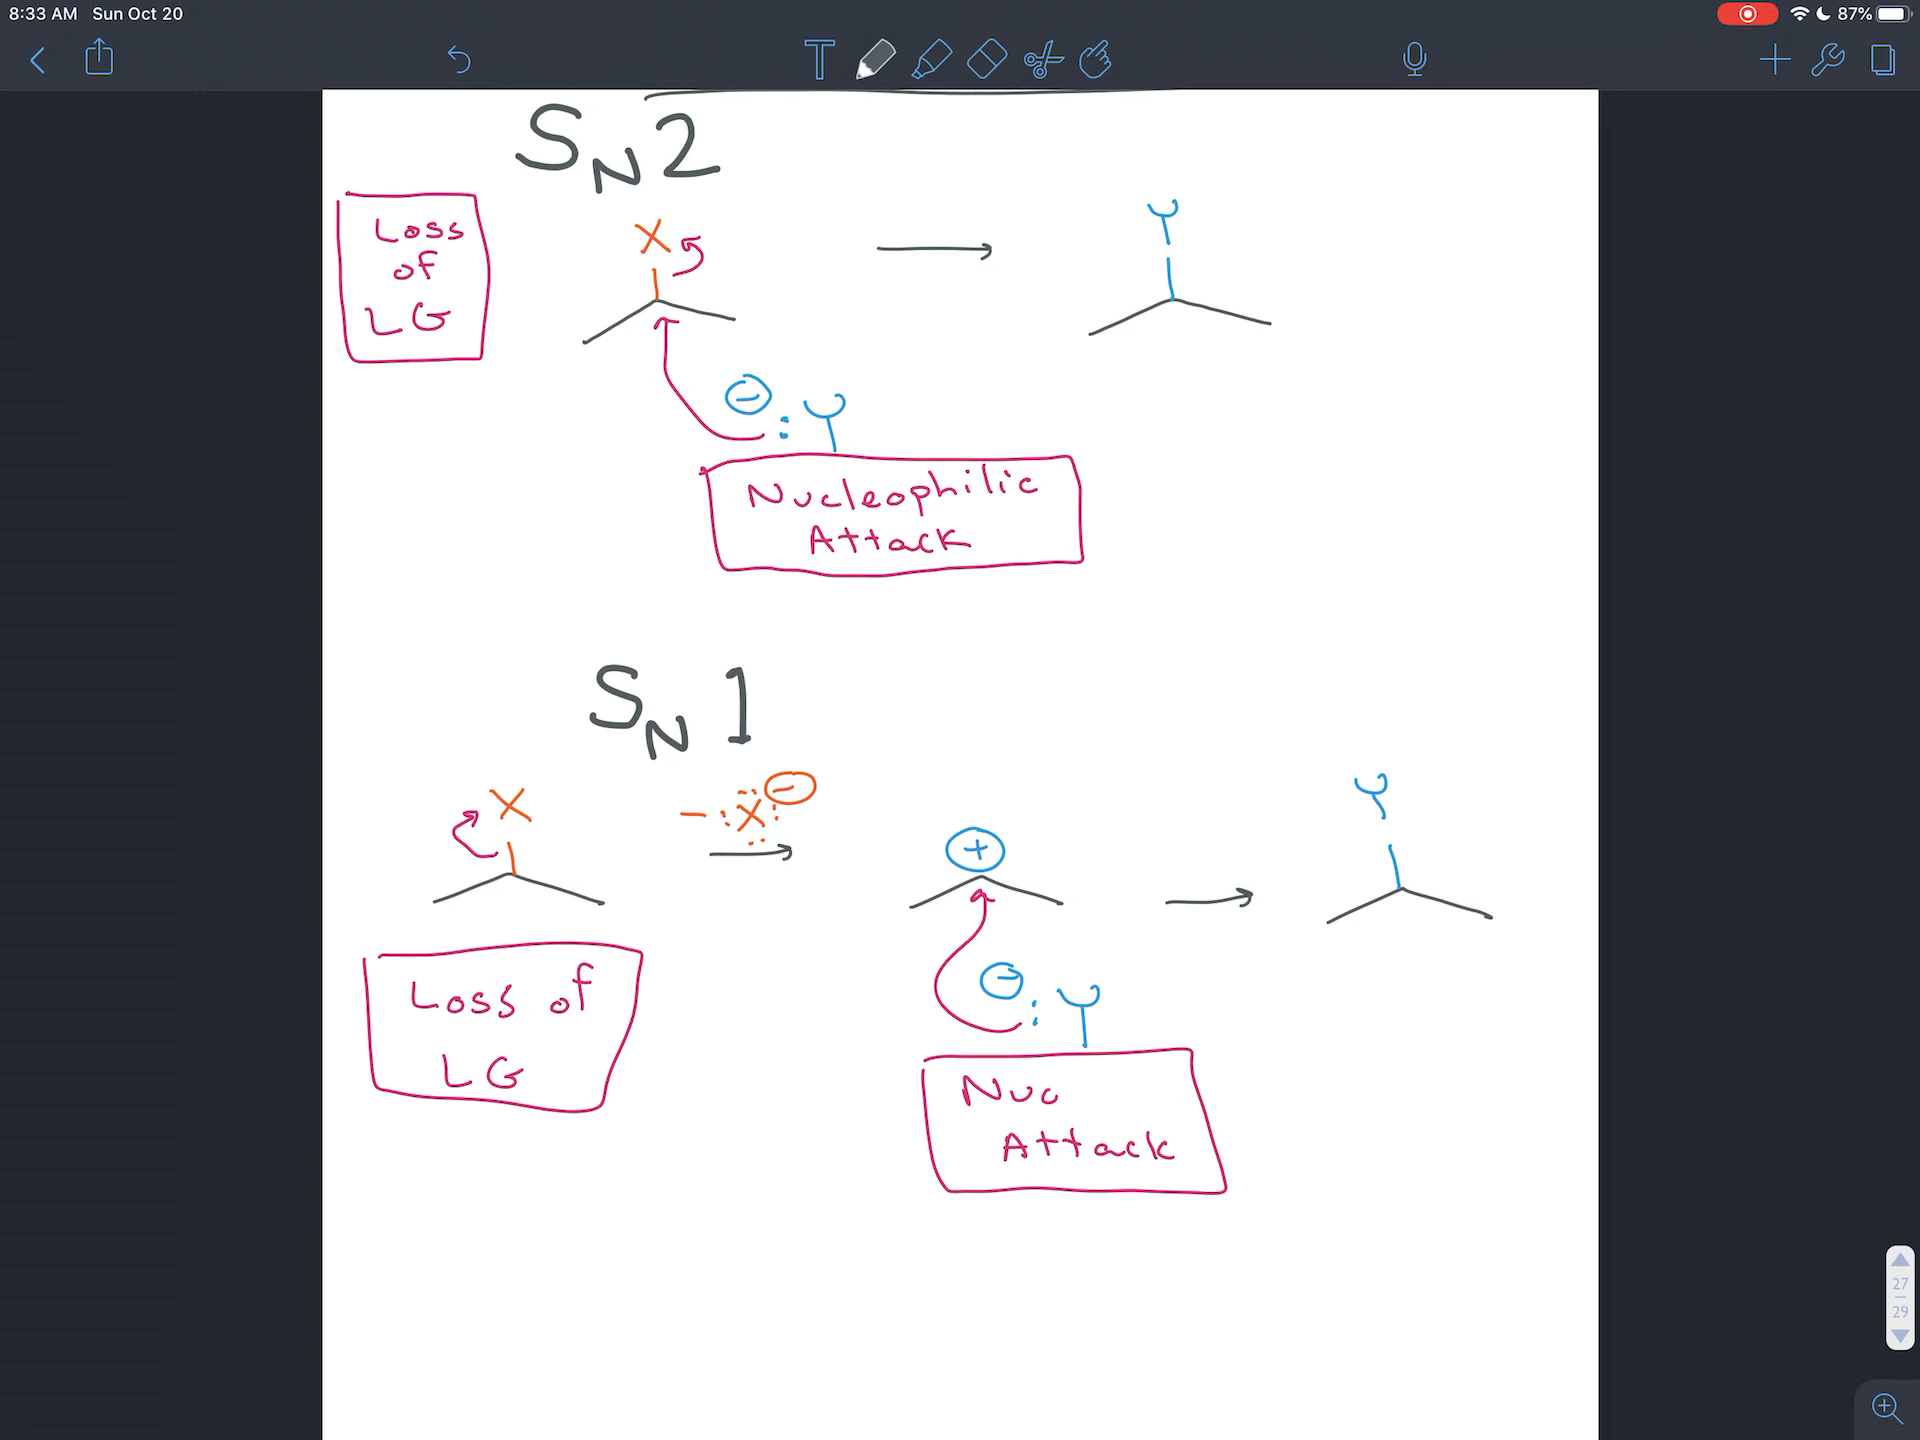 8:33 AM Sun Oct 20
87%
SN2
Loss
of
LG
X
Y
⊖ : Y
Nucleophilic
Attack
SN1
X
- :X: ⊖
⊕
Y
Loss of
LG
⊖ : Y
Nuc
Attack
27
29